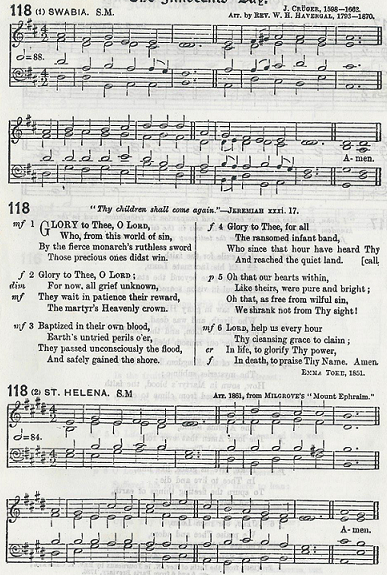 The Innocents' Day.
118 (1) SWABIA. S.M.
J. CRÜGER, 1598–1662.
Arr. by REV. W. H. HAVERGAL, 1793–1870.
=88.
A-men.
118
"Thy children shall come again."—JEREMIAH xxxi. 17.
mf 1 GLORY to Thee, O LORD,
Who, from this world of sin,
By the fierce monarch's ruthless sword
Those precious ones didst win.
f 2 Glory to Thee, O LORD;
dim For now, all grief unknown,
mf They wait in patience their reward,
The martyr's Heavenly crown.
mf 3 Baptized in their own blood,
Earth's untried perils o'er,
They passed unconsciously the flood,
And safely gained the shore.
f 4 Glory to Thee, for all
The ransomed infant band,
Who since that hour have heard Thy
And reached the quiet land. [call,
p 5 Oh that our hearts within,
Like theirs, were pure and bright;
Oh that, as free from wilful sin,
We shrank not from Thy sight!
mf 6 LORD, help us every hour
Thy cleansing grace to claim;
cr In life, to glorify Thy power,
f In death, to praise Thy Name. Amen.
EMMA TOKE, 1851.
118 (2) ST. HELENA. S.M
Arr. 1861, from MILGROVE'S "Mount Ephraim."
=84.
A-men.